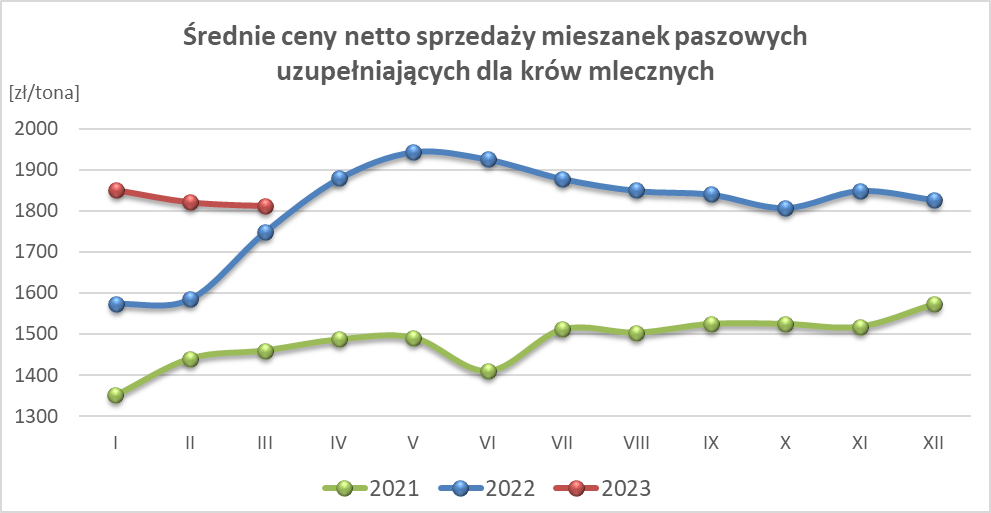 Średnie ceny netto sprzedaży mieszanek paszowych
uzupełniających dla krów mlecznych
[zł/tona]
2000
1900
1800
1700
1600
1500
1400
1300
I II III IV V VI VII VIII IX X XI XII
2021 2022 2023